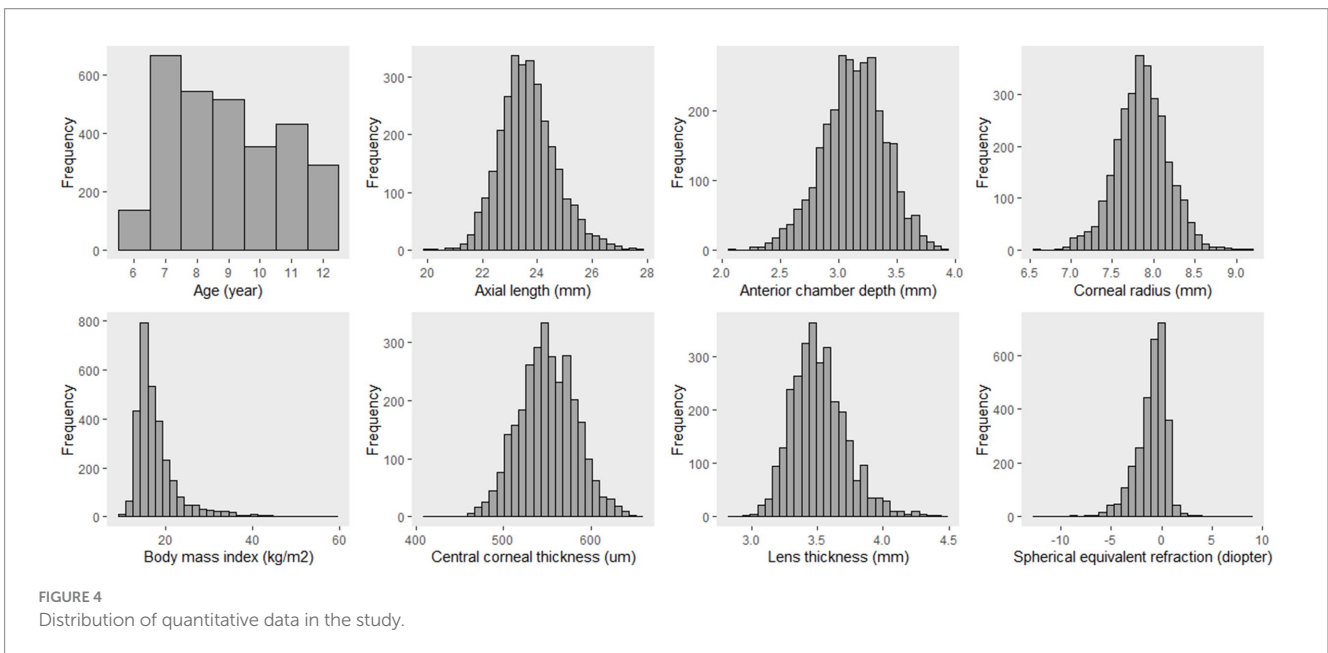 Frequency
600
400
200
0
6 7 8 9 10 11 12
Age (year)
Frequency
300
200
100
0
20 22 24 26 28
Axial length (mm)
Frequency
200
100
0
2.0 2.5 3.0 3.5 4.0
Anterior chamber depth (mm)
Frequency
300
200
100
0
6.5 7.0 7.5 8.0 8.5 9.0
Corneal radius (mm)
Frequency
800
600
400
200
0
20 40 60
Body mass index (kg/m2)
Frequency
300
200
100
0
400 500 600
Central corneal thickness (um)
Frequency
300
200
100
0
3.0 3.5 4.0 4.5
Lens thickness (mm)
Frequency
600
400
200
0
-10 -5 0 5 10
Spherical equivalent refraction (diopter)
FIGURE 4
Distribution of quantitative data in the study.